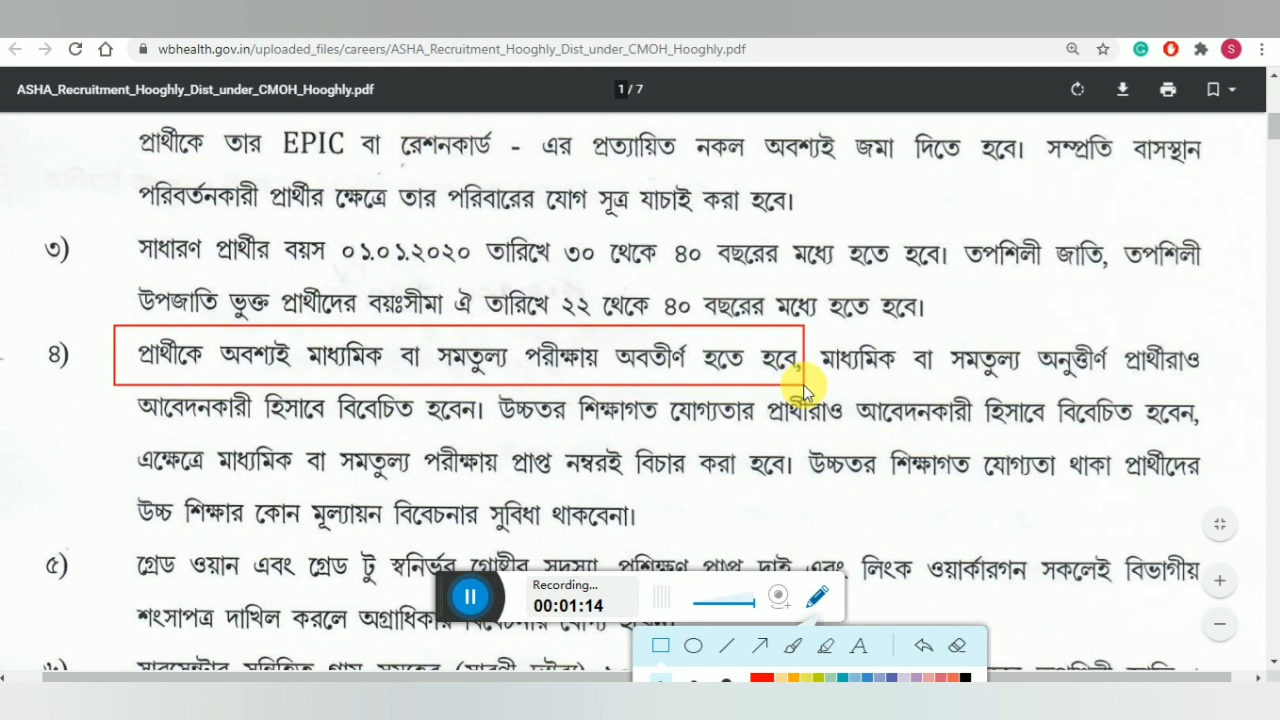 wbhealth.gov.in/uploaded_files/careers/ASHA_Recruitment_Hooghly_Dist_under_CMOH_Hooghly.pdf
S
ASHA_Recruitment_Hooghly_Dist_under_CMOH_Hooghly.pdf 1 / 7
প্রার্থীকে তার EPIC বা রেশনকার্ড - এর প্রত্যায়িত নকল অবশ্যই জমা দিতে হবে। সম্প্রতি বাসস্থান
পরিবর্তনকারী প্রার্থীর ক্ষেত্রে তার পরিবারের যোগ সূত্র যাচাই করা হবে।
৩) সাধারণ প্রার্থীর বয়স ০১.০১.২০২০ তারিখে ৩০ থেকে ৪০ বছরের মধ্যে হতে হবে। তপশিলী জাতি, তপশিলী
উপজাতি ভুক্ত প্রার্থীদের বয়ঃসীমা ঐ তারিখে ২২ থেকে ৪০ বছরের মধ্যে হতে হবে।
৪) প্রার্থীকে অবশ্যই মাধ্যমিক বা সমতুল্য পরীক্ষায় অবতীর্ণ হতে হবে, মাধ্যমিক বা সমতুল্য অনুত্তীর্ণ প্রার্থীরাও
আবেদনকারী হিসাবে বিবেচিত হবেন। উচ্চতর শিক্ষাগত যোগ্যতার প্রার্থীরাও আবেদনকারী হিসাবে বিবেচিত হবেন,
এক্ষেত্রে মাধ্যমিক বা সমতুল্য পরীক্ষায় প্রাপ্ত নম্বরই বিচার করা হবে। উচ্চতর শিক্ষাগত যোগ্যতা থাকা প্রার্থীদের
উচ্চ শিক্ষার কোন মূল্যায়ন বিবেচনার সুবিধা থাকবেনা।
৫) গ্রেড ওয়ান এবং গ্রেড টু স্বনির্ভর গোষ্ঠীর সদস্যা, প্রশিক্ষণ প্রাপ্ত দাই এবং লিংক ওয়ার্কারগন সকলেই বিভাগীয়
শংসাপত্র দাখিল করলে
Recording...
00:01:14
A